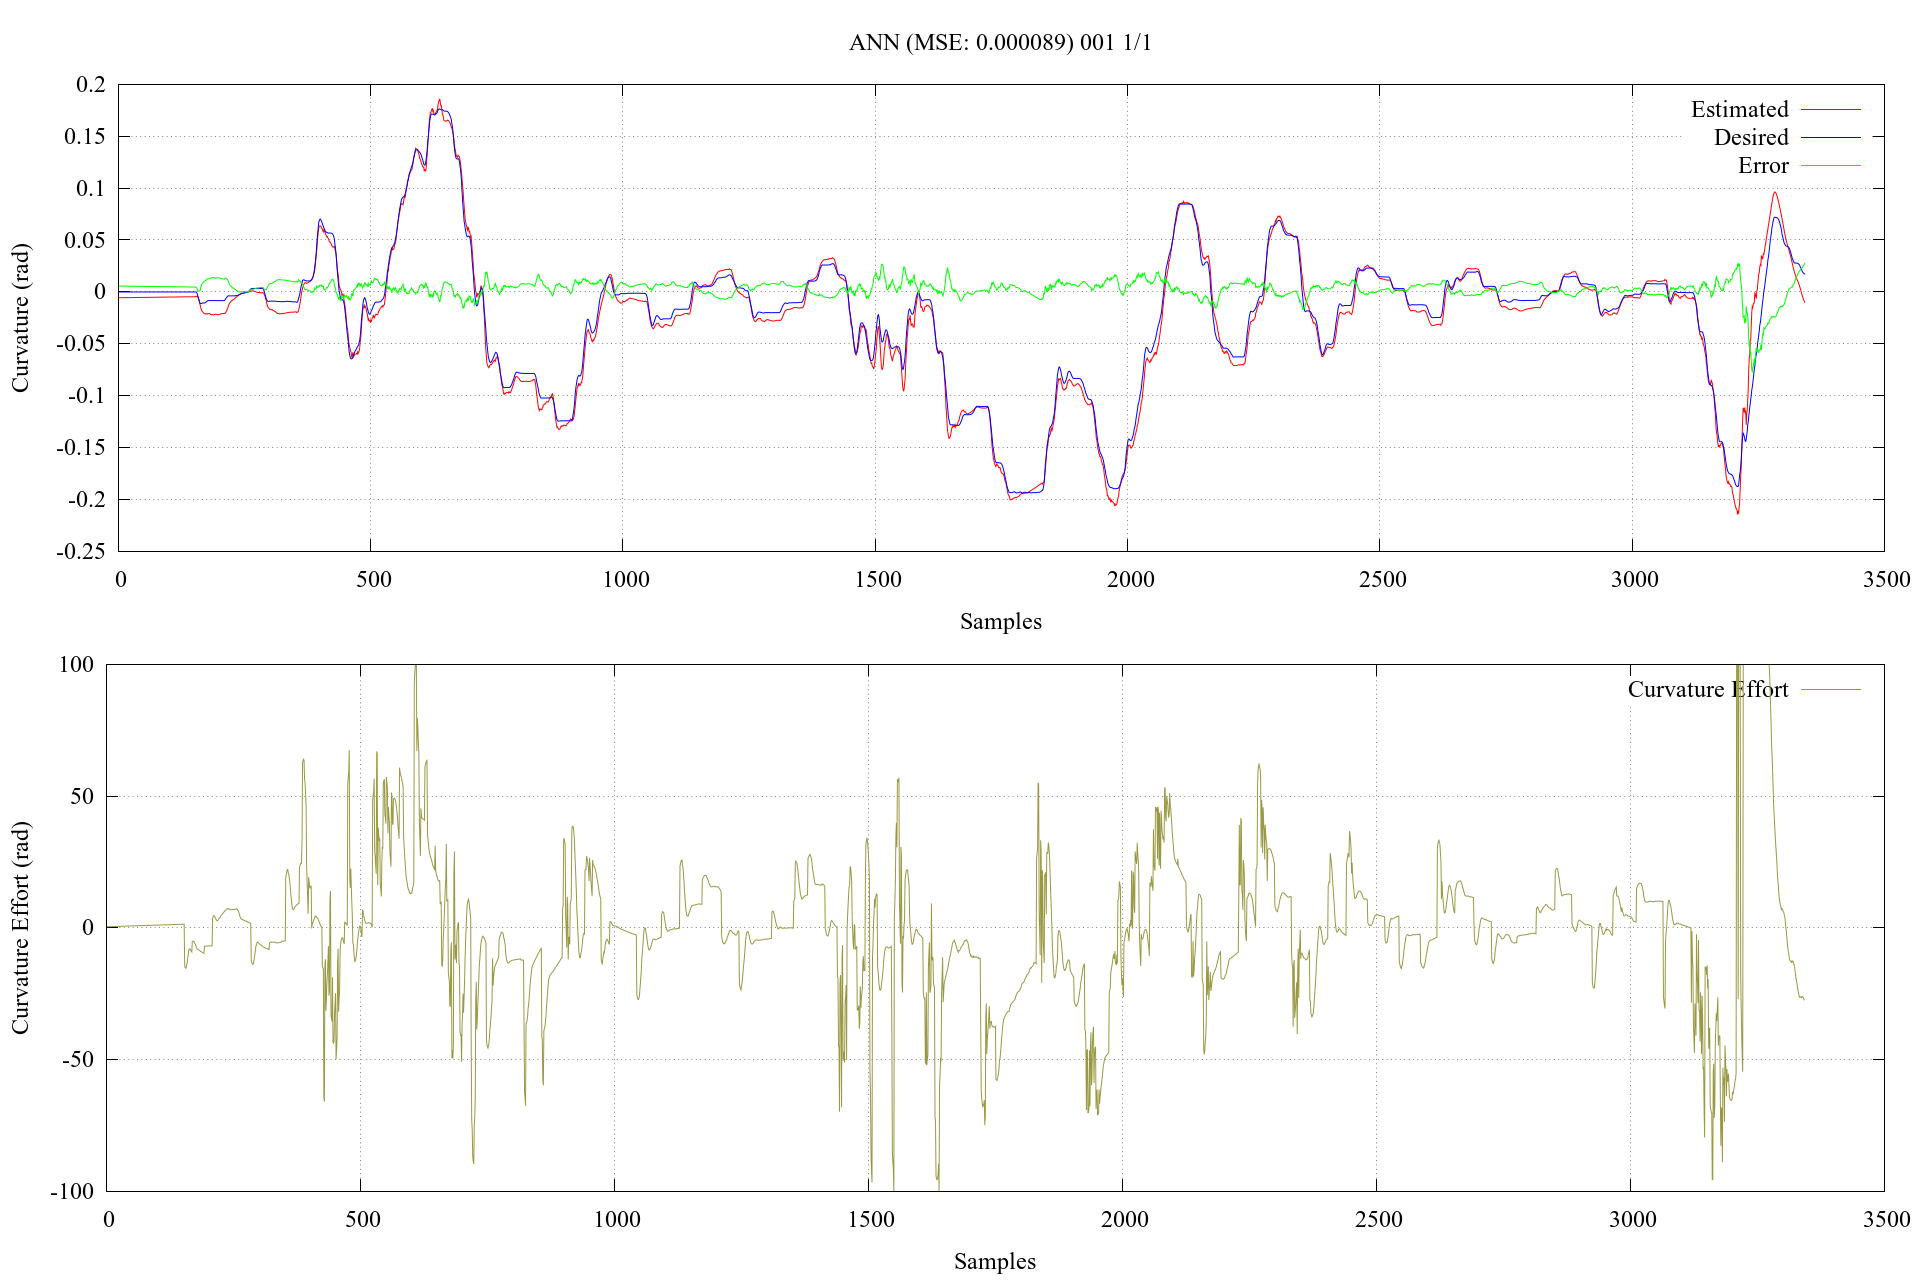 ANN (MSE: 0.000089) 001 1/1
0.2
0.15
0.1
0.05
0
-0.05
-0.1
-0.15
-0.2
-0.25
Curvature (rad)
Estimated
Desired
Error
0 500 1000 1500 2000 2500 3000 3500
Samples
100
50
0
-50
-100
Curvature Effort (rad)
Curvature Effort
0 500 1000 1500 2000 2500 3000 3500
Samples